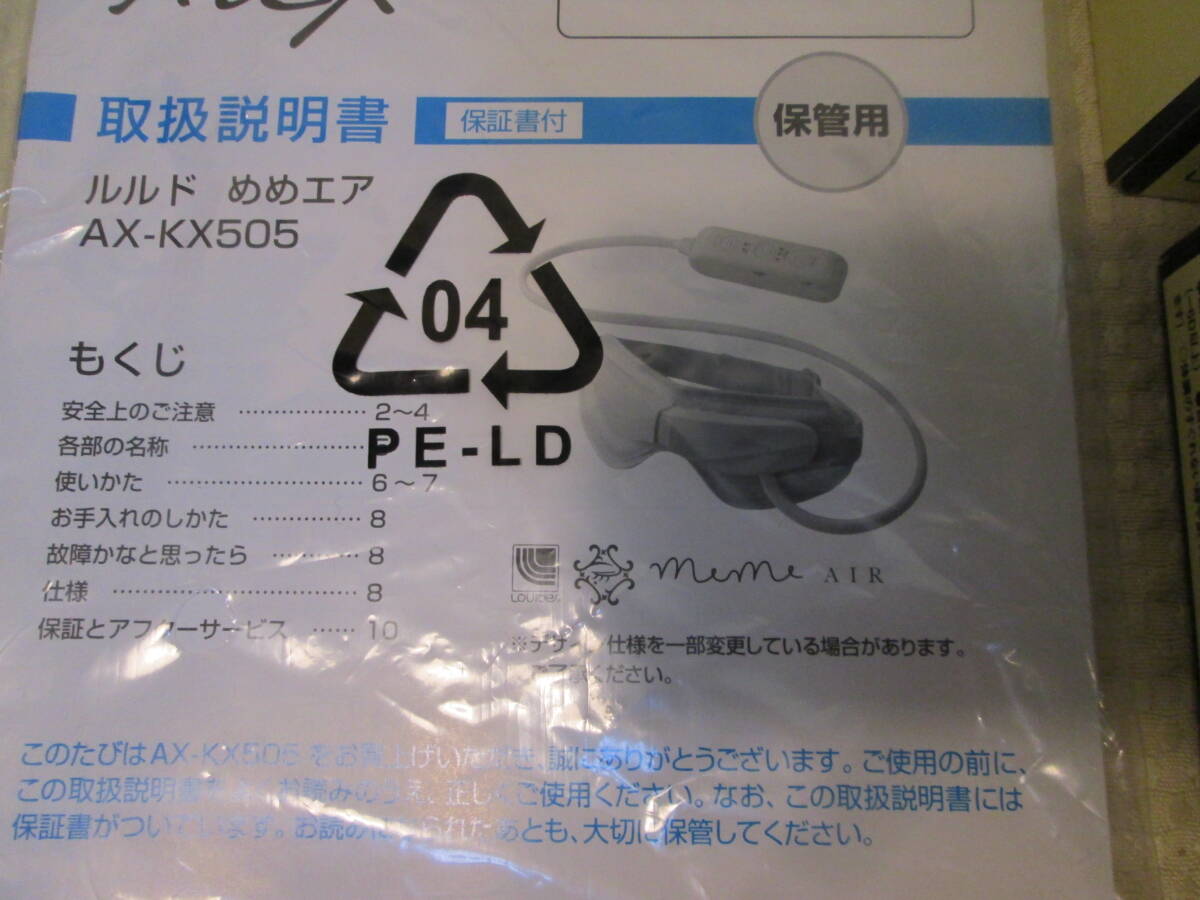 取扱説明書 保証書付 保管用
ルルド めめエア
AX-KX505
04
PE-LD
もくじ
安全上のご注意 ……………… 2〜4
各部の名称 ……………………
使いかた ……………………… 6〜7
お手入れのしかた …………… 8
故障かなと思ったら ………… 8
仕様 …………………………… 8
保証とアフターサービス …… 10
LOURDES
meme AIR
※デザイン仕様を一部変更している場合があります。
ご了承ください。
このたびはAX-KX505をお買い上げいただき、誠にありがとうございます。ご使用の前に、
この取扱説明書をよくお読みのうえ、正しくご使用ください。なお、この取扱説明書には
保証書がついています。お読みになられたあとも、大切に保管してください。